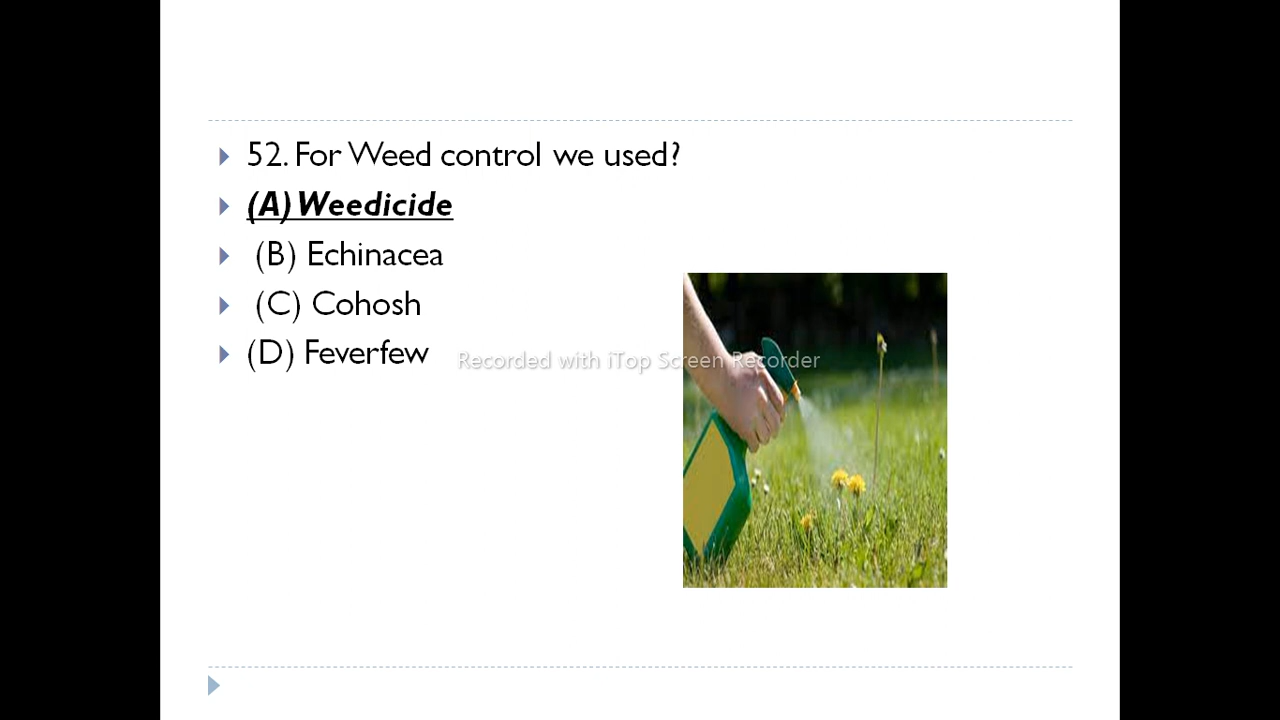 52. For Weed control we used?
(A) Weedicide
(B) Echinacea
(C) Cohosh
(D) Feverfew
Recorded with iTop Screen Recorder